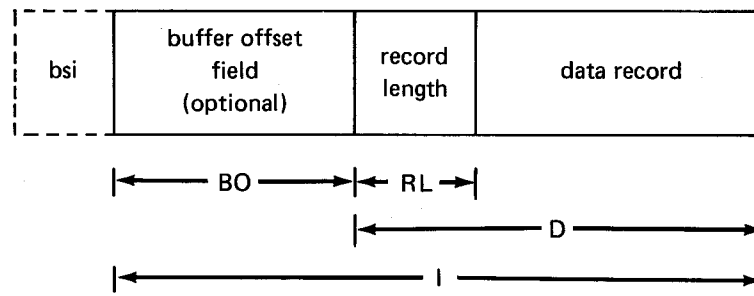 bsi
buffer offset
field
(optional)
record
length
data record
BO
RL
D
I